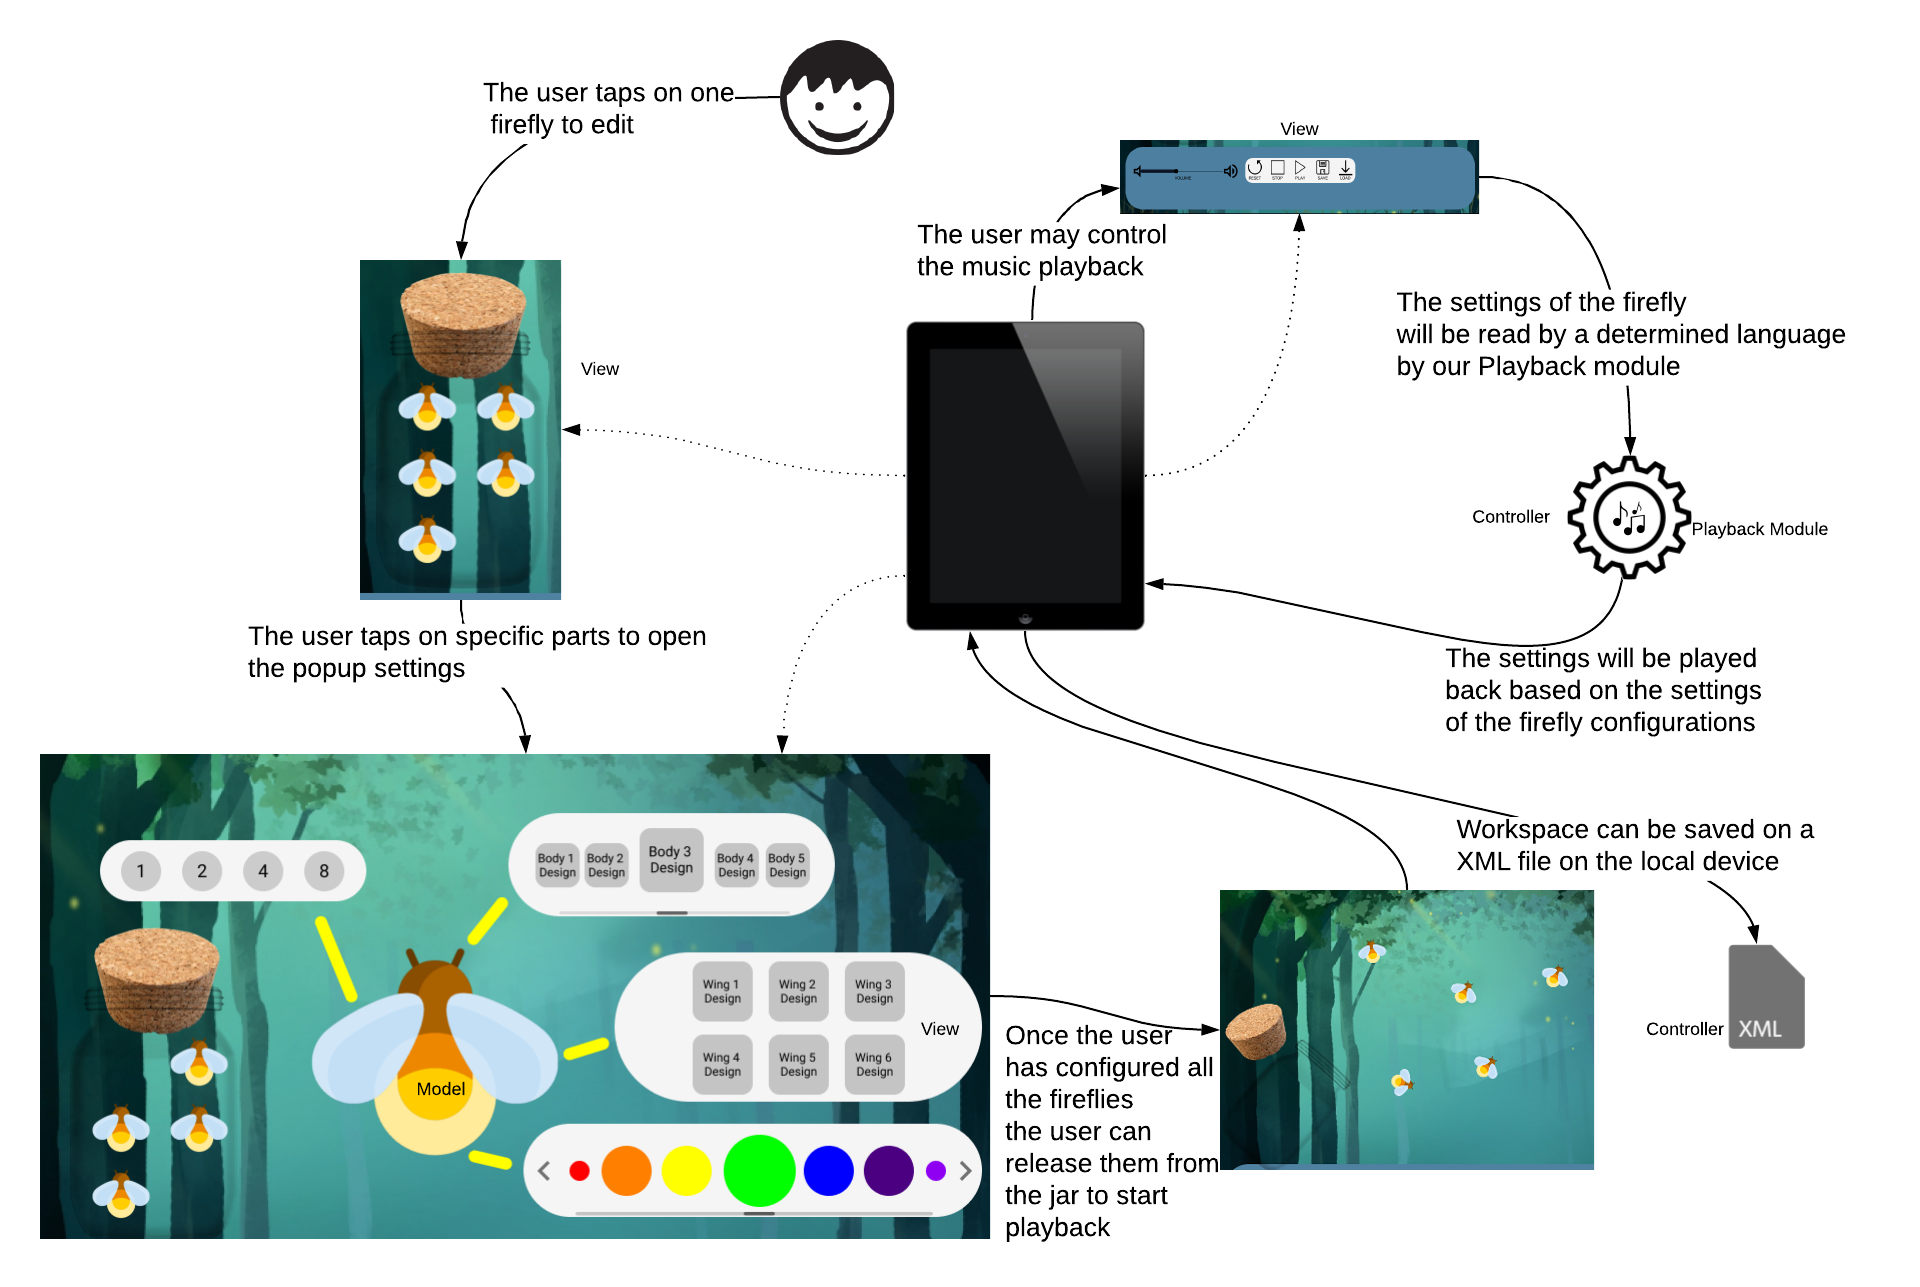 The user taps on one
firefly to edit
View
VOLUME
RESET
STOP
PLAY
SAVE
LOAD
The user may control
the music playback
The settings of the firefly
will be read by a determined language
by our Playback module
View
Controller
Playback Module
The user taps on specific parts to open
the popup settings
The settings will be played
back based on the settings
of the firefly configurations
Workspace can be saved on a
XML file on the local device
1
2
4
8
Body 1
Design
Body 2
Design
Body 3
Design
Body 4
Design
Body 5
Design
Wing 1
Design
Wing 2
Design
Wing 3
Design
Wing 4
Design
Wing 5
Design
Wing 6
Design
View
Model
Once the user
has configured all
the fireflies
the user can
release them from
the jar to start
playback
Controller
XML